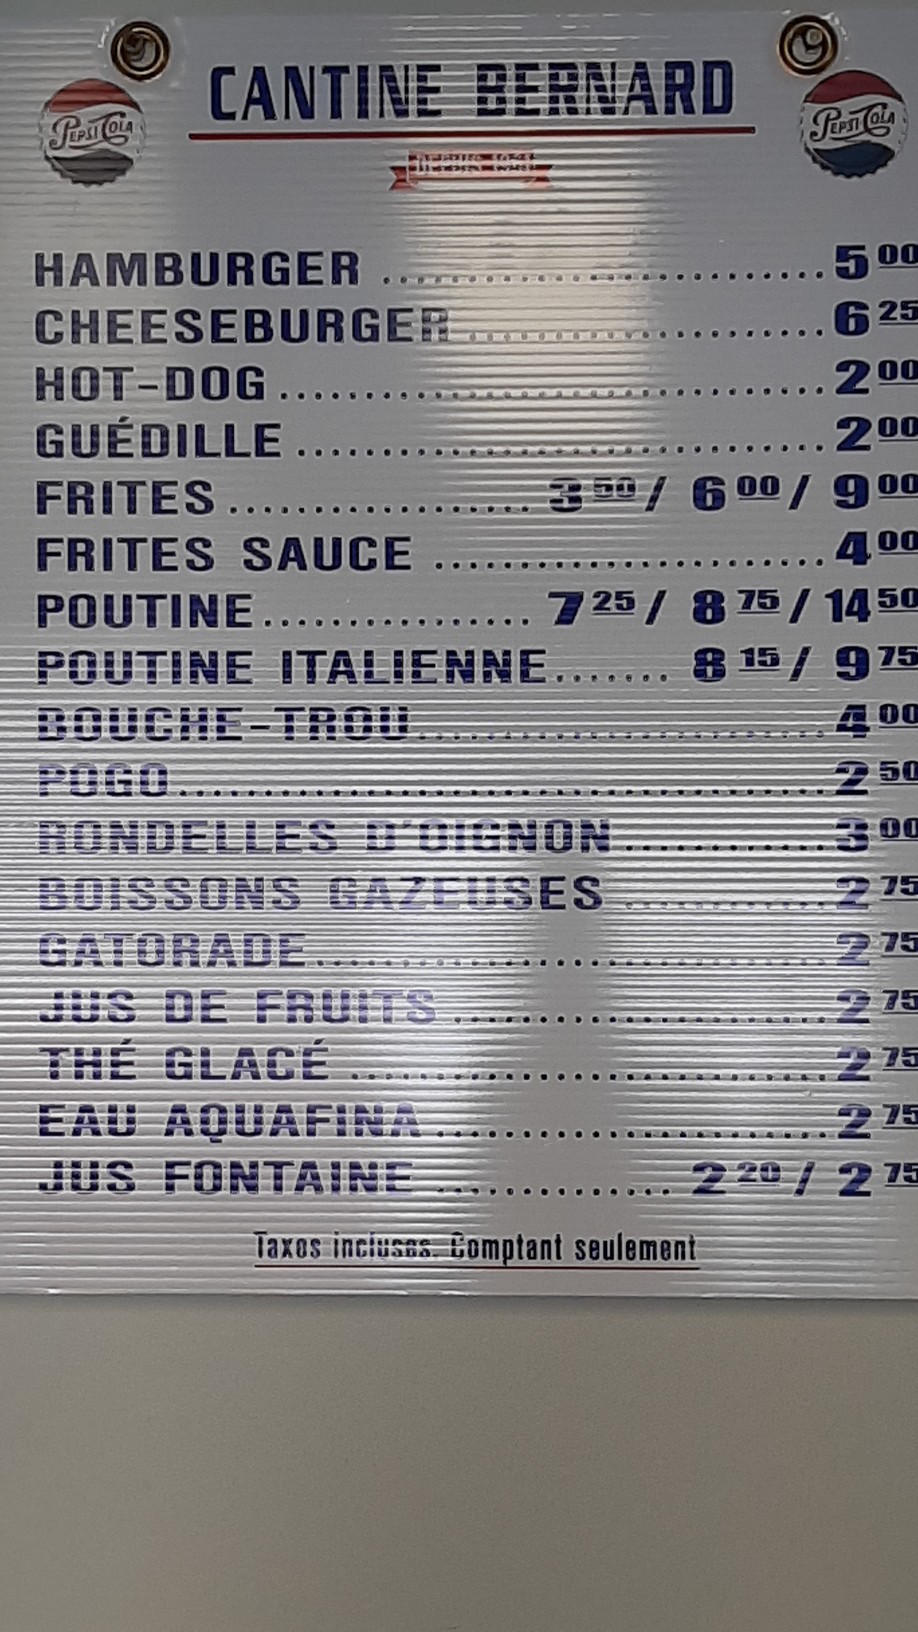 CANTINE BERNARD
PEPSI COLA
PEPSI COLA
DEPUIS
HAMBURGER ........ 5 00
CHEESEBURGER ........ 6 25
HOT-DOG ........ 2 00
GUÉDILLE ........ 2 00
FRITES ........ 3 50 / 6 00 / 9 00
FRITES SAUCE ........ 4 00
POUTINE ........ 7 25 / 8 75 / 14 50
POUTINE ITALIENNE ........ 8 15 / 9 75
BOUCHE-TROU ........ 4 00
POGO ........ 2 50
RONDELLES D'OIGNON ........ 3 00
BOISSONS GAZEUSES ........ 2 75
GATORADE ........ 2 75
JUS DE FRUITS ........ 2 75
THÉ GLACÉ ........ 2 75
EAU AQUAFINA ........ 2 75
JUS FONTAINE ........ 2 20 / 2 75
Taxes incluses. Comptant seulement